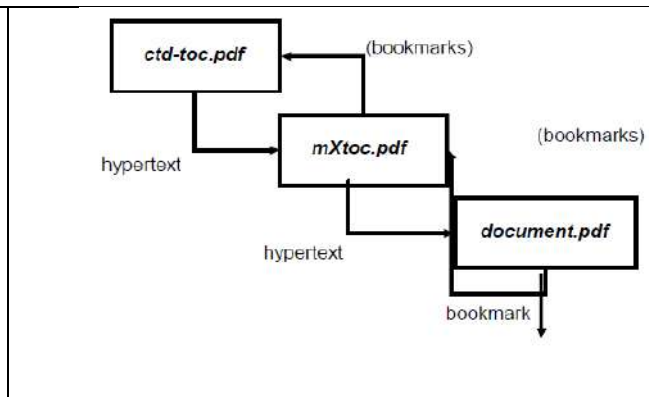 ctd-toc.pdf
(bookmarks)
hypertext
mXtoc.pdf
(bookmarks)
hypertext
document.pdf
bookmark